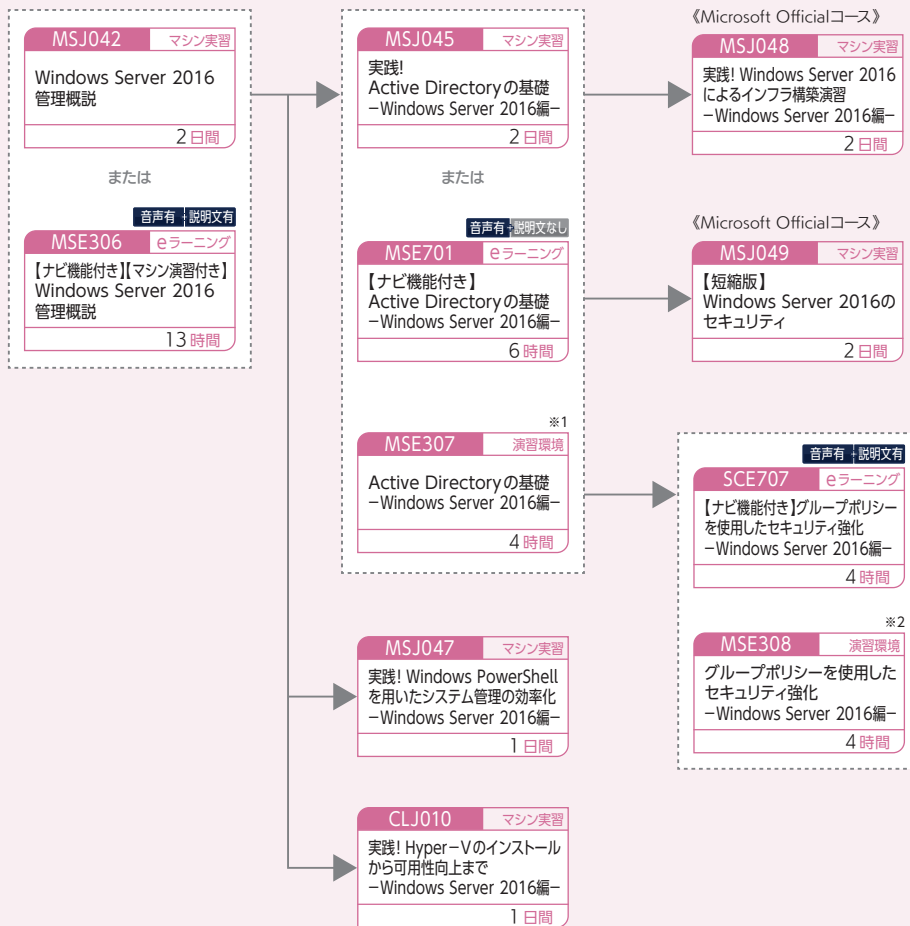 MSJ042 マシン実習
Windows Server 2016
管理概説
2日間
または
音声有 説明文有
MSE306 eラーニング
【ナビ機能付き】【マシン演習付き】
Windows Server 2016
管理概説
13時間
MSJ045 マシン実習
実践!
Active Directoryの基礎
−Windows Server 2016編−
2日間
または
音声有 説明文なし
MSE701 eラーニング
【ナビ機能付き】
Active Directoryの基礎
−Windows Server 2016編−
6時間
※1
MSE307 演習環境
Active Directoryの基礎
−Windows Server 2016編−
4時間
MSJ047 マシン実習
実践! Windows PowerShell
を用いたシステム管理の効率化
−Windows Server 2016編−
1日間
CLJ010 マシン実習
実践! Hyper−Vのインストール
から可用性向上まで
−Windows Server 2016編−
1日間
《Microsoft Officialコース》
MSJ048 マシン実習
実践! Windows Server 2016
によるインフラ構築演習
−Windows Server 2016編−
2日間
《Microsoft Officialコース》
MSJ049 マシン実習
【短縮版】
Windows Server 2016の
セキュリティ
2日間
音声有 説明文有
SCE707 eラーニング
【ナビ機能付き】グループポリシー
を使用したセキュリティ強化
−Windows Server 2016編−
4時間
※2
MSE308 演習環境
グループポリシーを使用した
セキュリティ強化
−Windows Server 2016編−
4時間